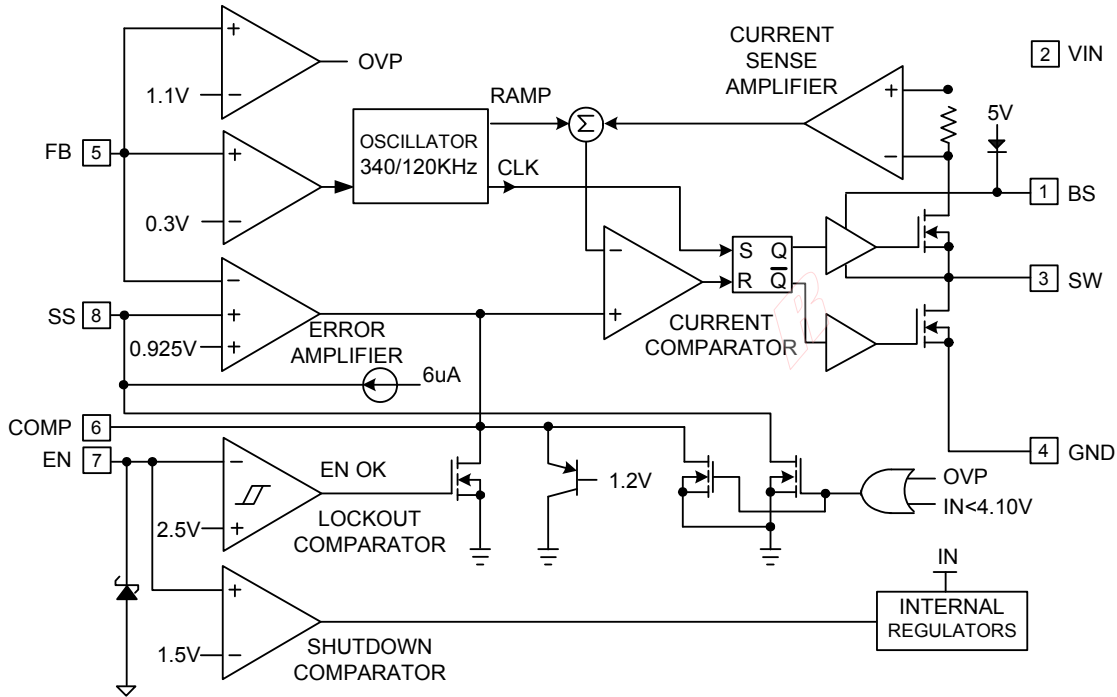 CURRENT
SENSE
AMPLIFIER
2 VIN
+
OVP
1.1V
−
RAMP
Σ
+
5V
FB 5
+
OSCILLATOR
340/120KHz
CLK
−
1 BS
0.3V
−
−
S Q
R Q̅
3 SW
SS 8
−
+
0.925V
+
ERROR
AMPLIFIER
+
CURRENT
COMPARATOR
6uA
COMP 6
EN 7
−
EN OK
4 GND
1.2V
OVP
IN<4.10V
2.5V
+
LOCKOUT
COMPARATOR
IN
+
INTERNAL
REGULATORS
1.5V
−
SHUTDOWN
COMPARATOR